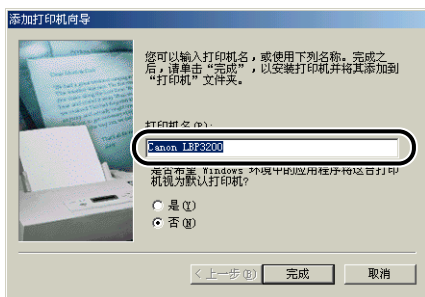 添加打印机向导
您可以输入打印机名，或使用下列名称。完成之
后，请单击“完成”，以安装打印机并将其添加到
“打印机”文件夹。
打印机名(P)：
Canon LBP3200
是否希望 Windows 环境中的应用程序将这台打印
机视为默认打印机?
是(Y)
否(N)
<上一步(B)
完成
取消